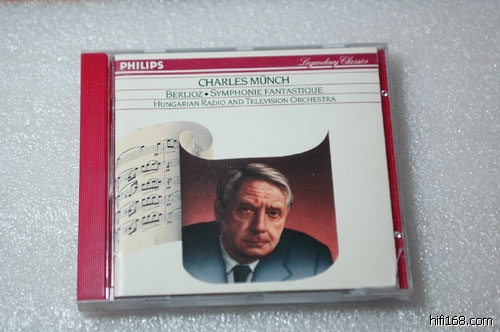 PHILIPS
Legendary Classics
CHARLES MÜNCH
BERLIOZ • SYMPHONIE FANTASTIQUE
HUNGARIAN RADIO AND TELEVISION ORCHESTRA
hifi168.com